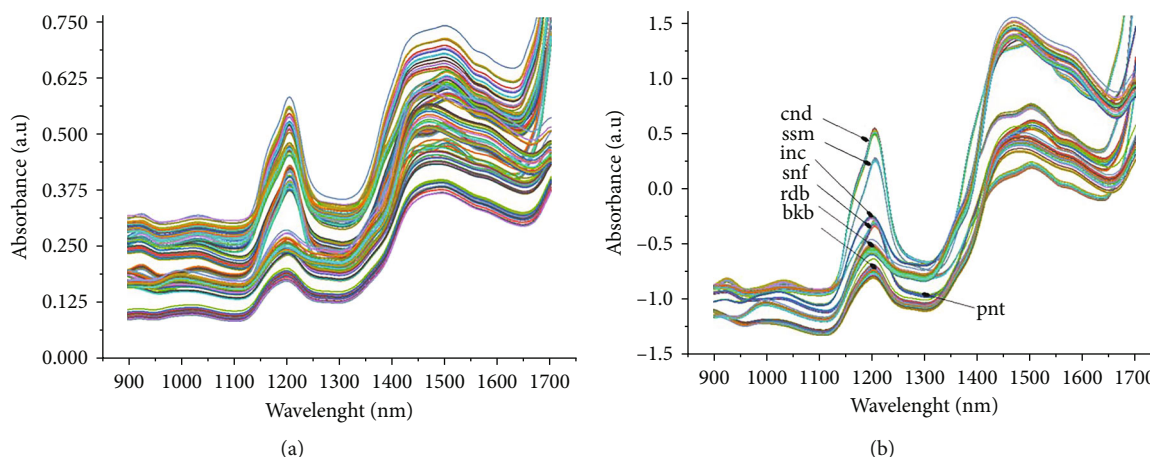 0.750
0.625
0.500
0.375
0.250
0.125
0.000
Absorbance (a.u)
900 1000 1100 1200 1300 1400 1500 1600 1700
Wavelenght (nm)
(a)
1.5
1.0
0.5
0.0
−0.5
−1.0
−1.5
Absorbance (a.u)
cnd
ssm
inc
snf
rdb
bkb
pnt
900 1000 1100 1200 1300 1400 1500 1600 1700
Wavelenght (nm)
(b)